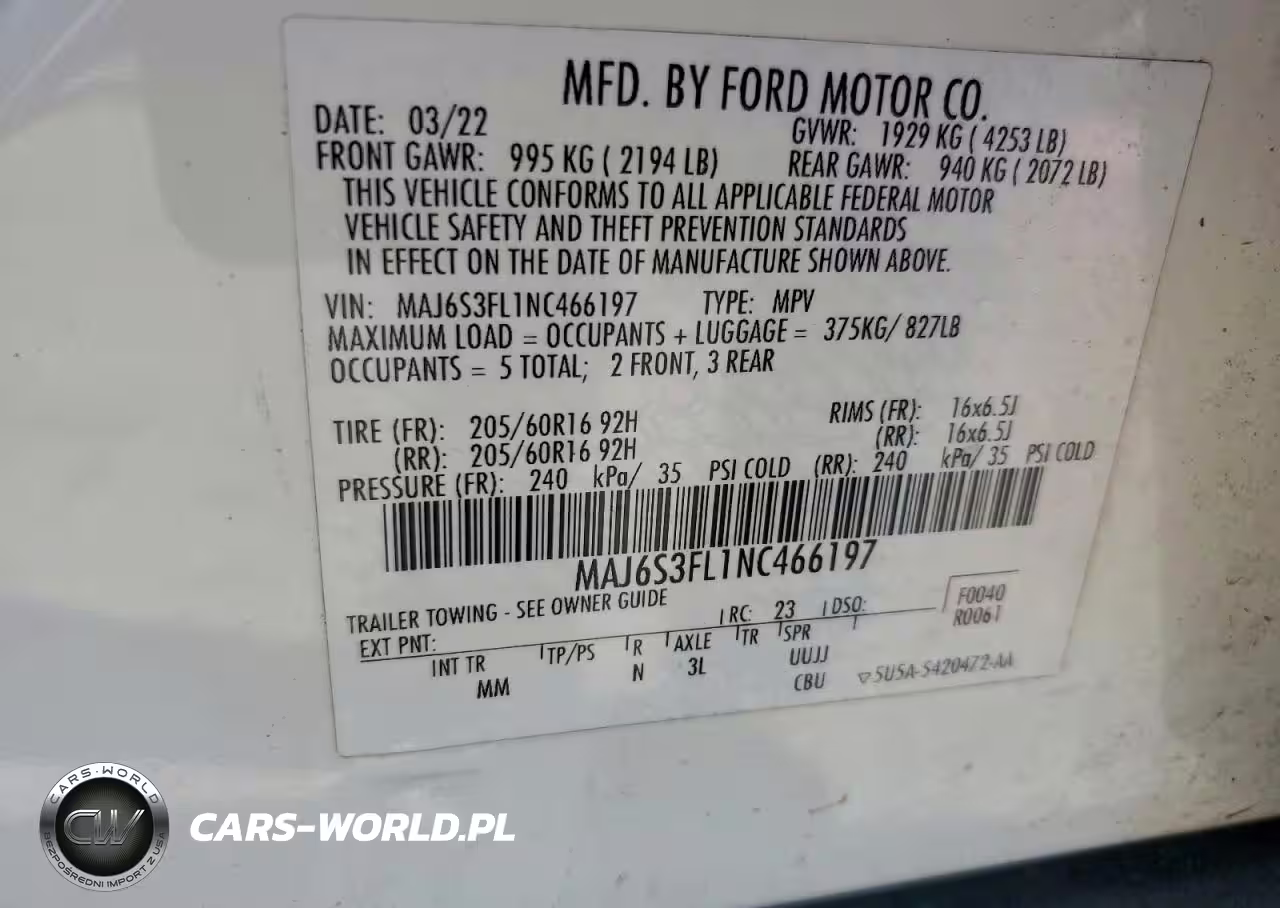 MFD. BY FORD MOTOR CO.
DATE: 03/22 GVWR: 1929 KG ( 4253 LB)
FRONT GAWR: 995 KG ( 2194 LB) REAR GAWR: 940 KG ( 2072 LB)
THIS VEHICLE CONFORMS TO ALL APPLICABLE FEDERAL MOTOR
VEHICLE SAFETY AND THEFT PREVENTION STANDARDS
IN EFFECT ON THE DATE OF MANUFACTURE SHOWN ABOVE.
VIN: MAJ6S3FL1NC466197 TYPE: MPV
MAXIMUM LOAD = OCCUPANTS + LUGGAGE = 375KG/ 827LB
OCCUPANTS = 5 TOTAL; 2 FRONT, 3 REAR
TIRE (FR): 205/60R16 92H RIMS (FR): 16x6.5J
(RR): 205/60R16 92H (RR): 16x6.5J
PRESSURE (FR): 240 kPa/ 35 PSI COLD (RR): 240 kPa/ 35 PSI COLD
MAJ6S3FL1NC466197
TRAILER TOWING - SEE OWNER GUIDE
EXT PNT: RC: 23 DSO: F0040
R0061
INT TR TP/PS R AXLE TR SPR
MM N 3L UUJJ
CBU 5U5A-5420472-AA
CARS-WORLD
CW
BEZPOŚREDNI IMPORT Z USA
CARS-WORLD.PL